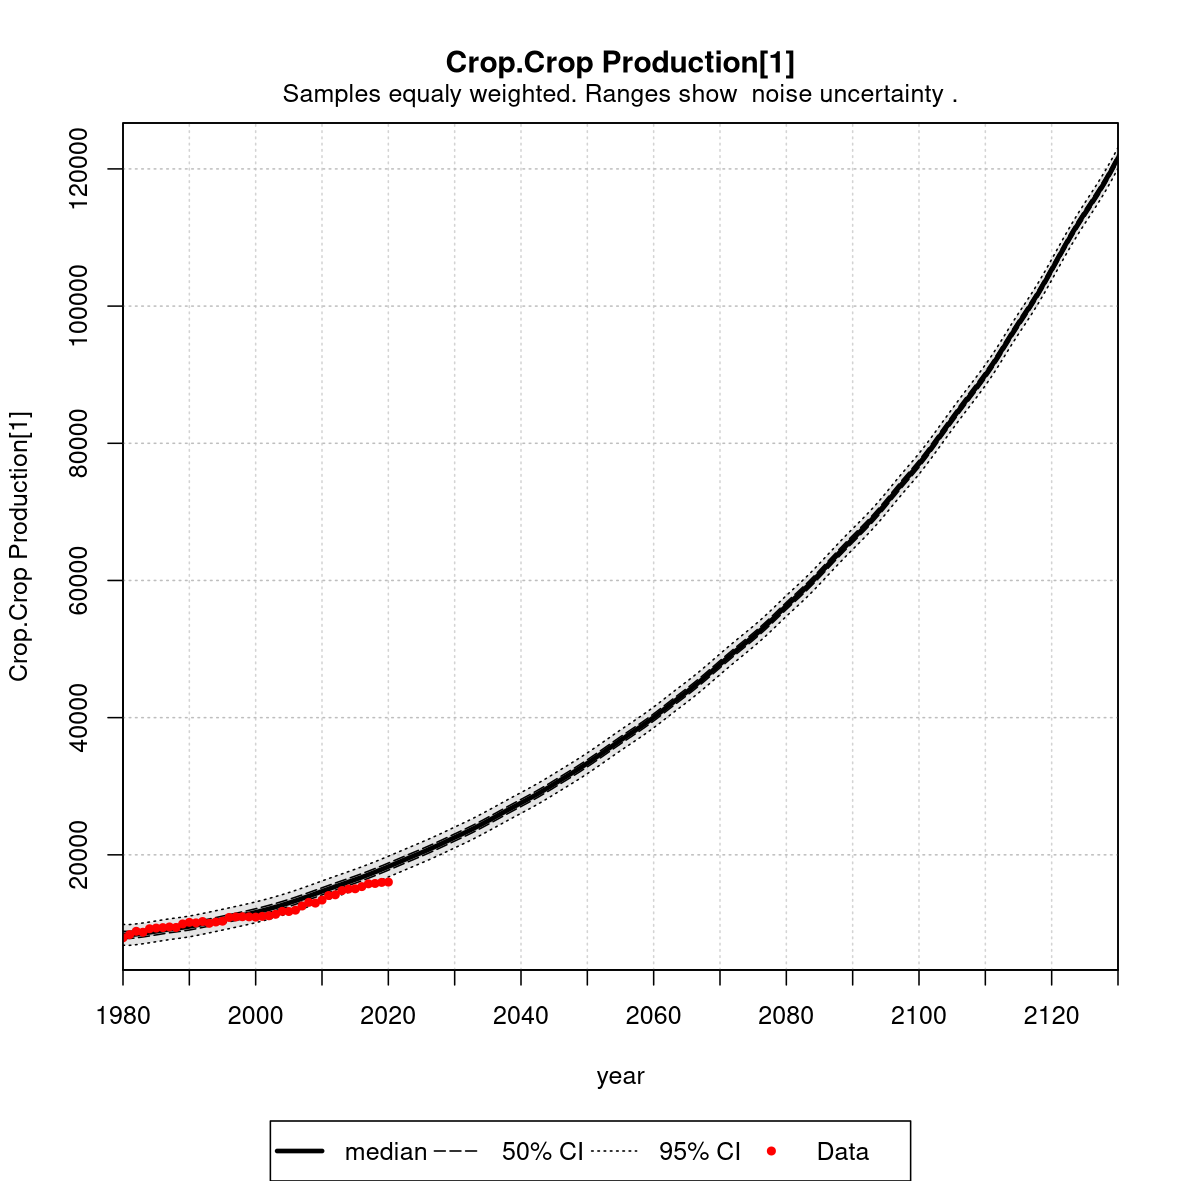 Crop.Crop Production[1]
Samples equaly weighted. Ranges show  noise uncertainty .
Crop.Crop Production[1]
120000
100000
80000
60000
40000
20000
1980 2000 2020 2040 2060 2080 2100 2120
year
median 50% CI 95% CI Data